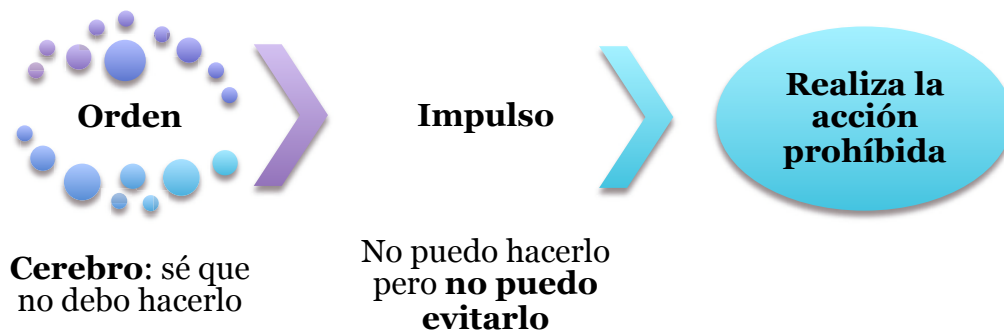 Orden
Impulso
Realiza la
acción
prohíbida
Cerebro: sé que
no debo hacerlo
No puedo hacerlo
pero no puedo
evitarlo